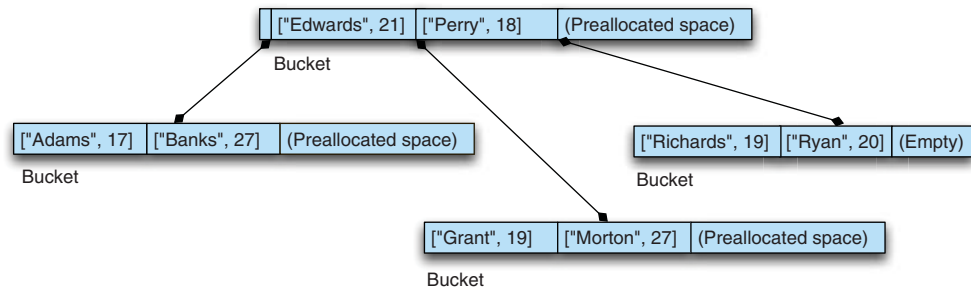 ["Edwards", 21] ["Perry", 18] (Preallocated space)
Bucket
["Adams", 17] ["Banks", 27] (Preallocated space)
Bucket
["Richards", 19] ["Ryan", 20] (Empty)
Bucket
["Grant", 19] ["Morton", 27] (Preallocated space)
Bucket